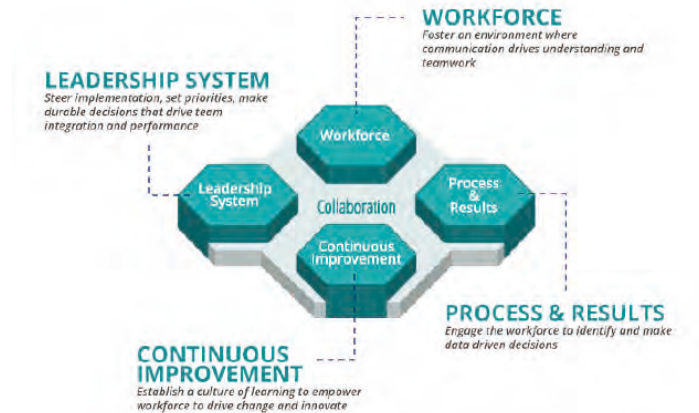 WORKFORCE
Foster an environment where
communication drives understanding and
teamwork
LEADERSHIP SYSTEM
Steer implementation, set priorities, make
durable decisions that drive team
integration and performance
Workforce
Leadership
System
Process
&
Results
Collaboration
Continuous
Improvement
PROCESS & RESULTS
Engage the workforce to identify and make
data driven decisions
CONTINUOUS
IMPROVEMENT
Establish a culture of learning to empower
workforce to drive change and innovate